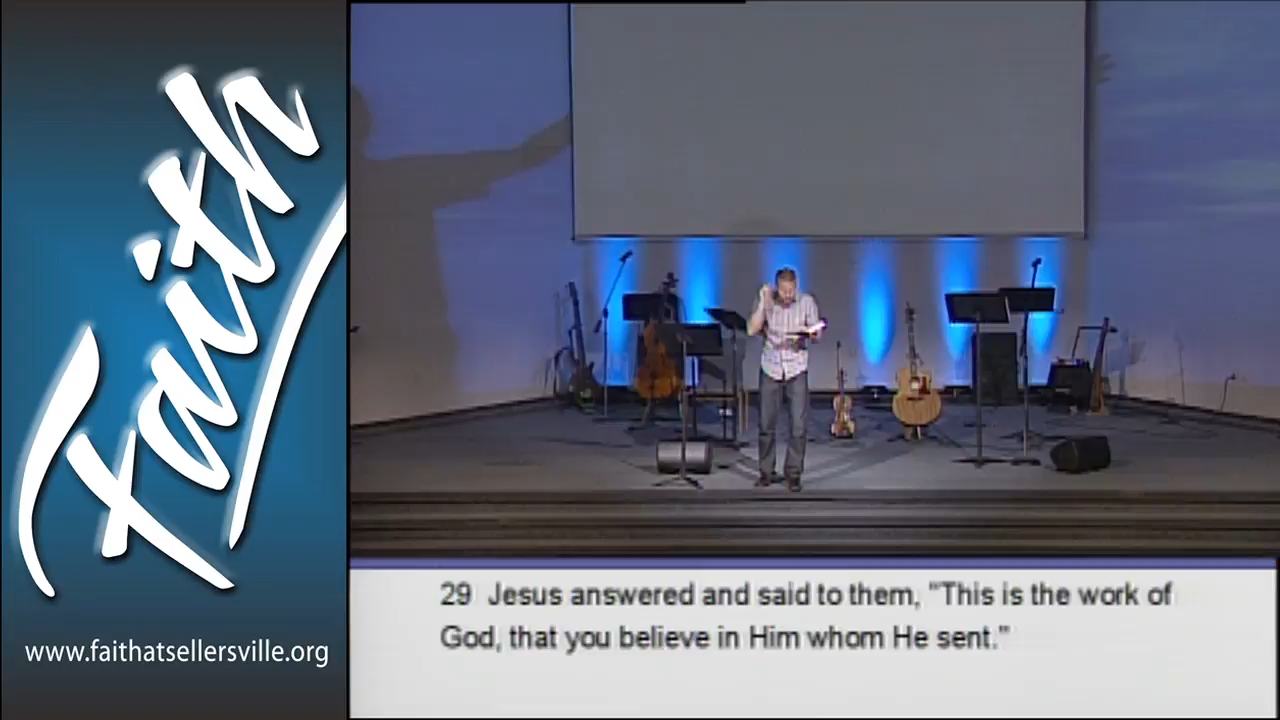 Faith
www.faithatsellersville.org
29 Jesus answered and said to them, "This is the work of
God, that you believe in Him whom He sent."